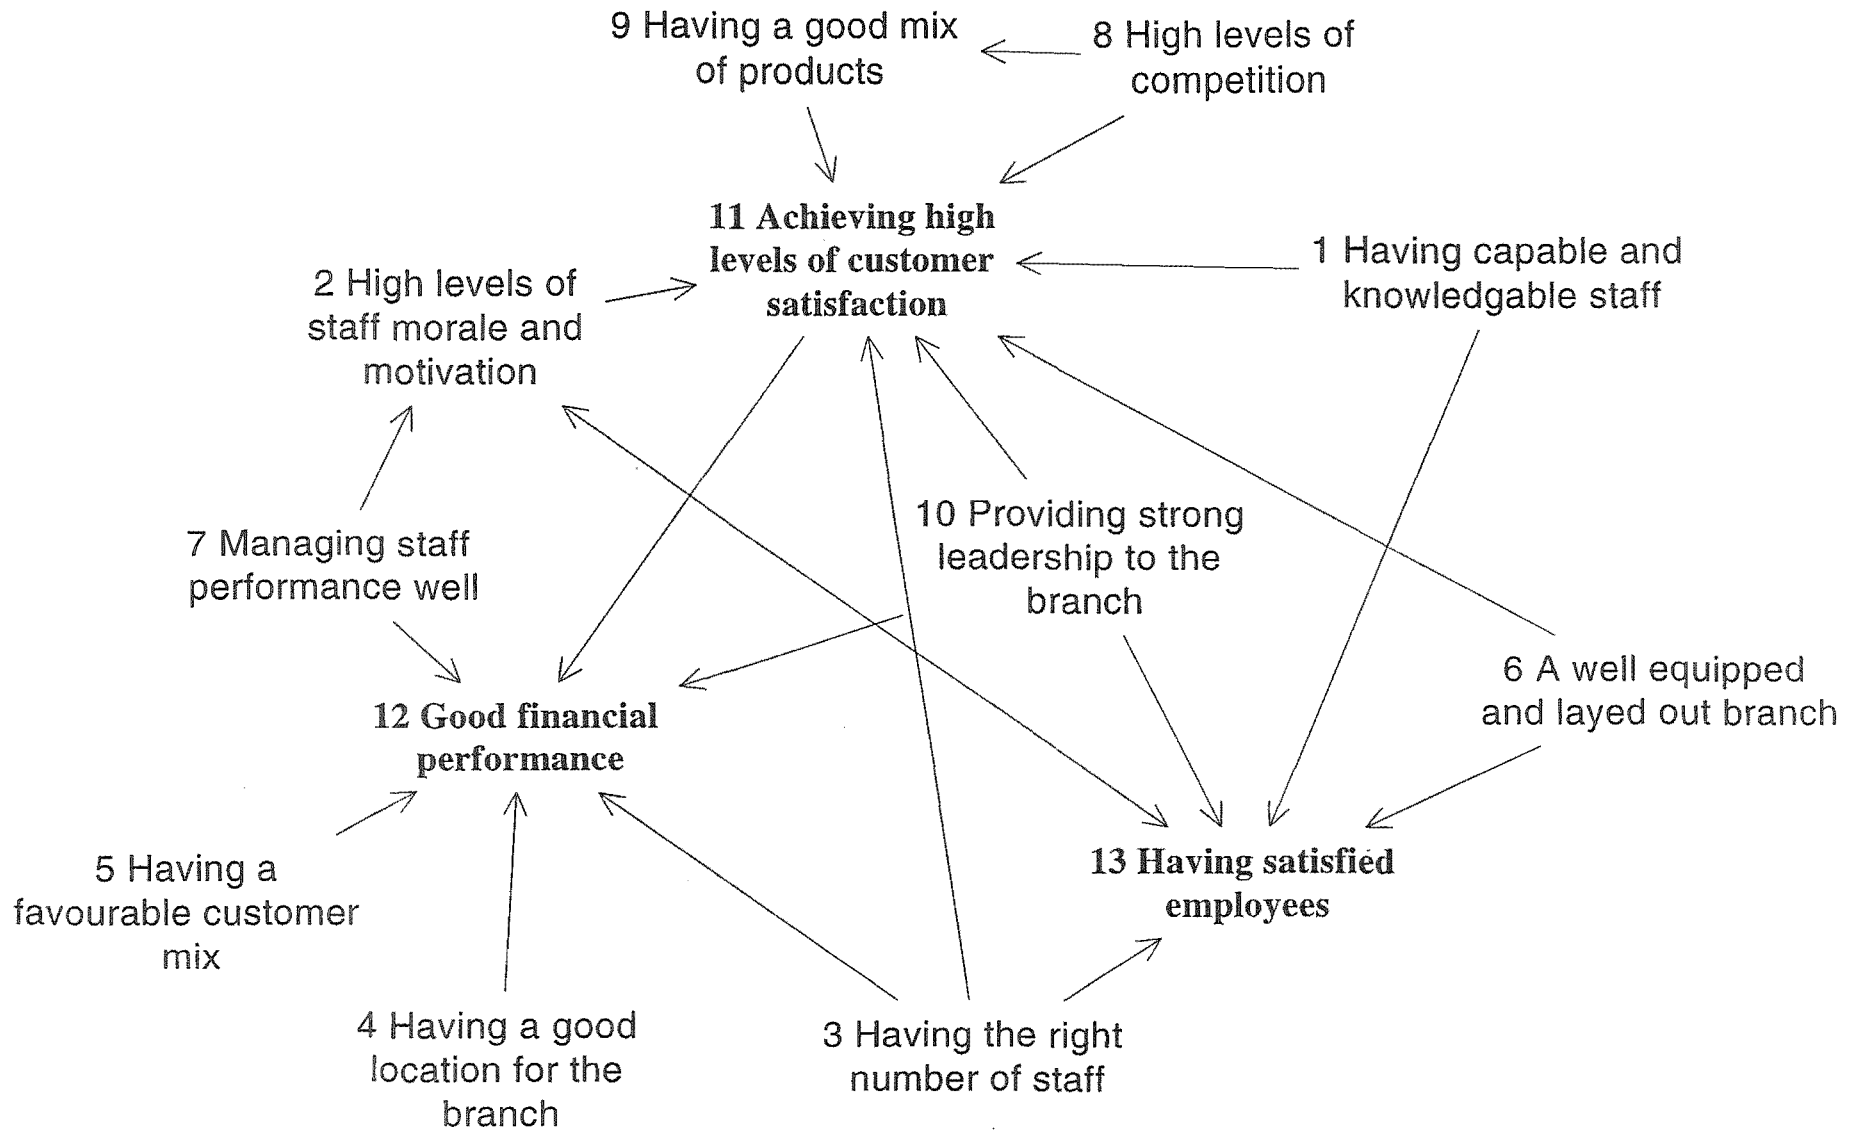 9 Having a good mix
of products
8 High levels of
competition
11 Achieving high
levels of customer
satisfaction
1 Having capable and
knowledgable staff
2 High levels of
staff morale and
motivation
10 Providing strong
leadership to the
branch
7 Managing staff
performance well
6 A well equipped
and layed out branch
12 Good financial
performance
13 Having satisfied
employees
5 Having a
favourable customer
mix
4 Having a good
location for the
branch
3 Having the right
number of staff